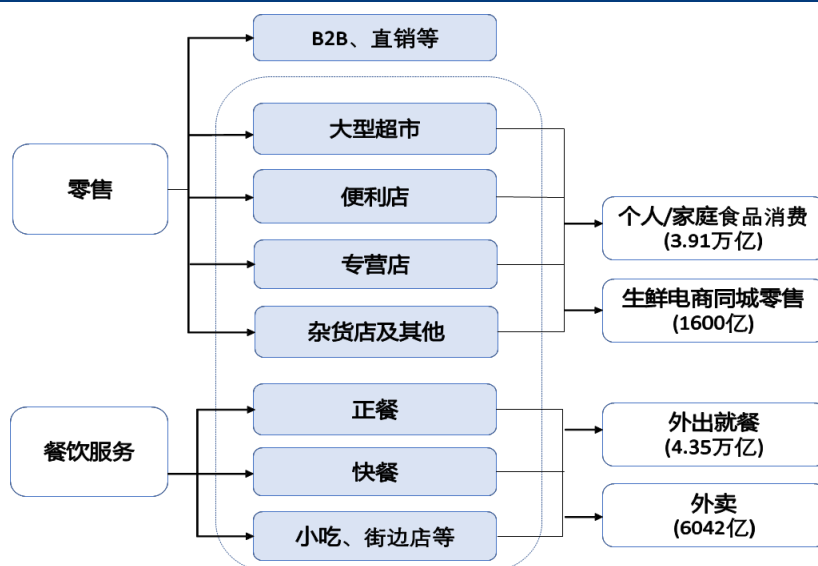 B2B、直销等
大型超市
零售
便利店
个人/家庭食品消费
(3.91万亿)
专营店
生鲜电商同城零售
(1600亿)
杂货店及其他
正餐
外出就餐
(4.35万亿)
餐饮服务
快餐
外卖
(6042亿)
小吃、街边店等